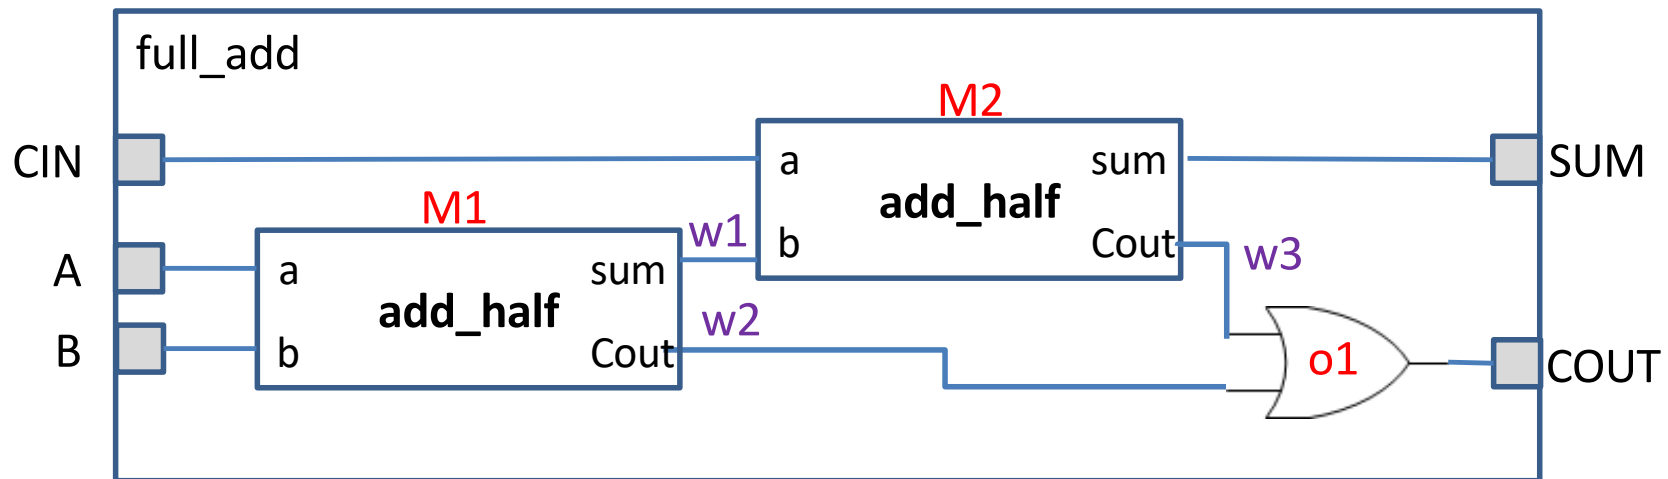 full_add
M2
CIN
a
sum
SUM
add_half
M1
w1
b
Cout
w3
A
a
sum
add_half
w2
B
b
Cout
o1
COUT